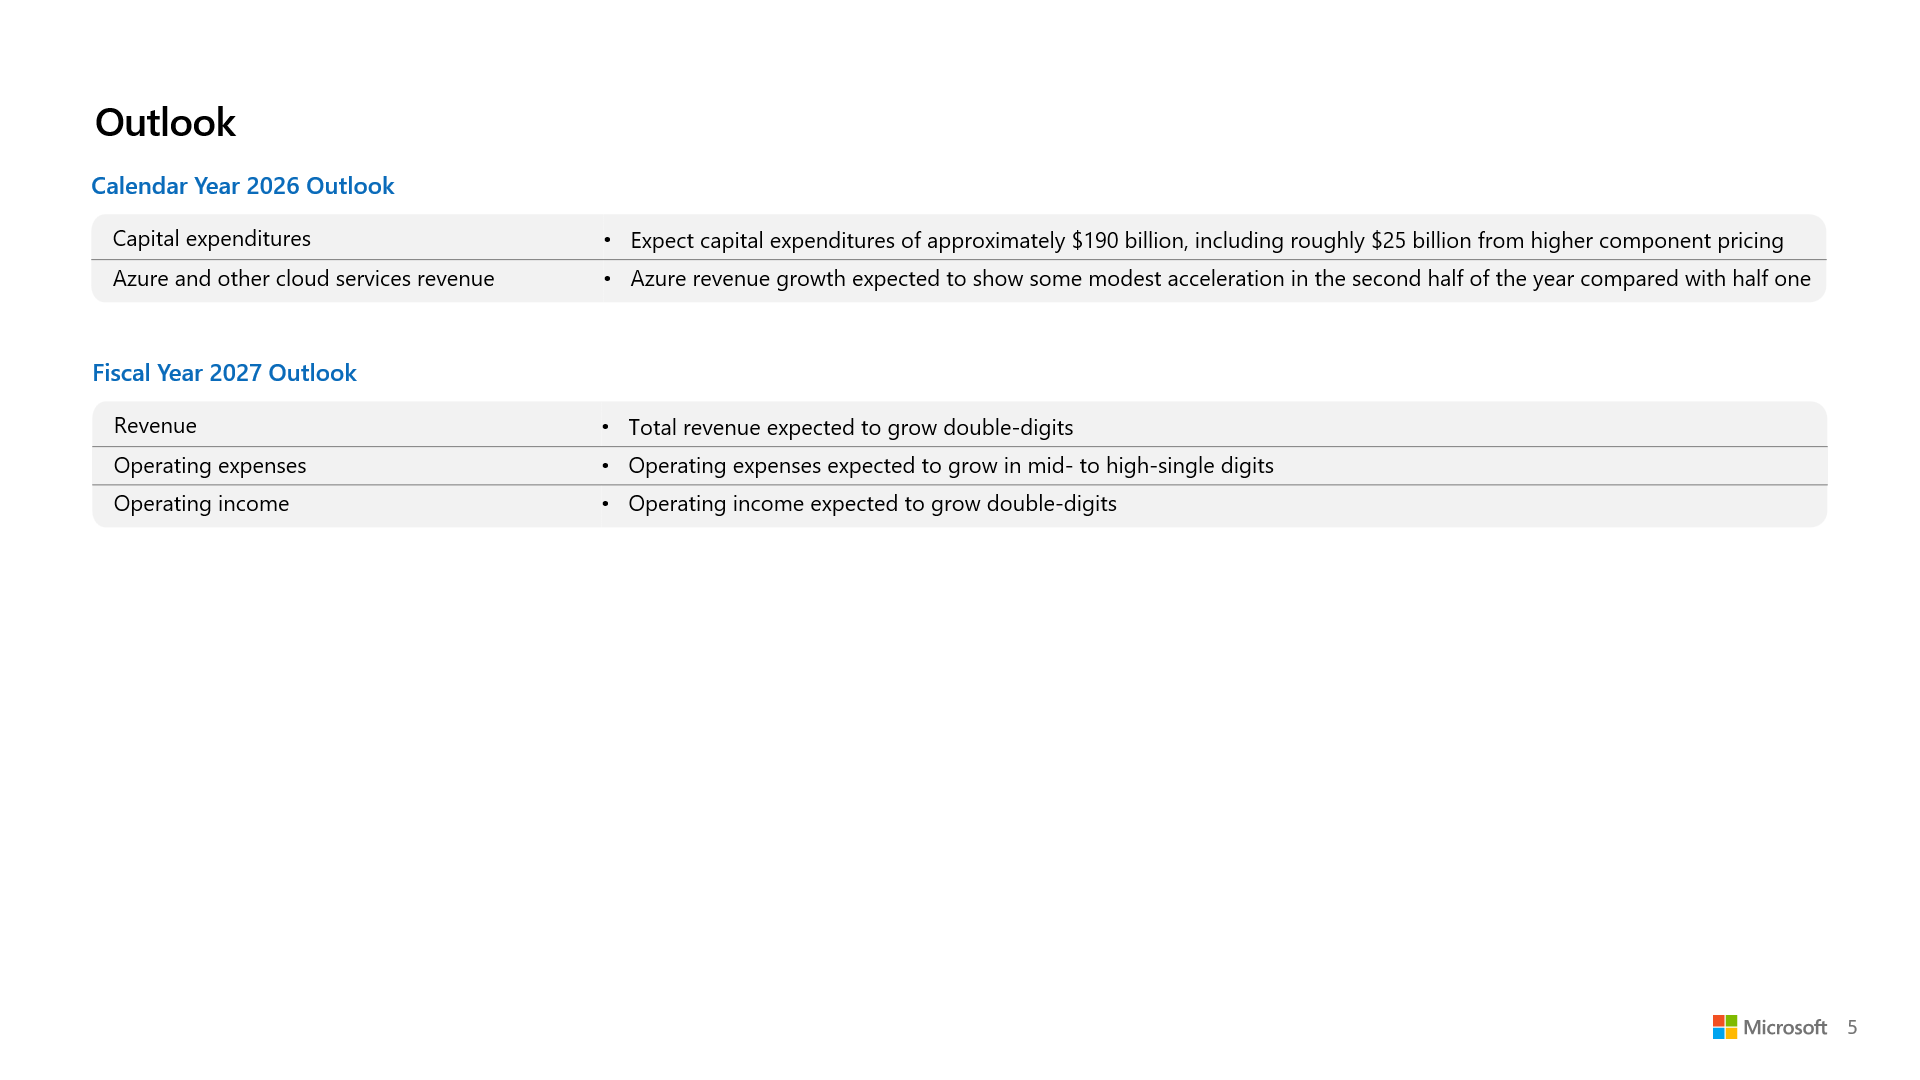 Outlook
Calendar Year 2026 Outlook
Capital expenditures • Expect capital expenditures of approximately $190 billion, including roughly $25 billion from higher component pricing
Azure and other cloud services revenue • Azure revenue growth expected to show some modest acceleration in the second half of the year compared with half one
Fiscal Year 2027 Outlook
Revenue • Total revenue expected to grow double-digits
Operating expenses • Operating expenses expected to grow in mid- to high-single digits
Operating income • Operating income expected to grow double-digits
Microsoft 5